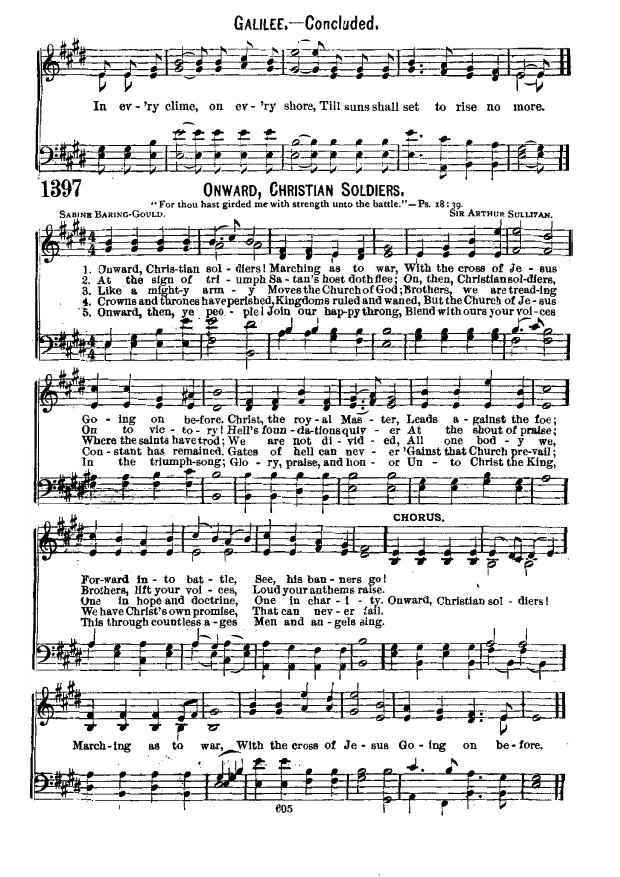 GALILEE.—Concluded.
In ev-'ry clime, on ev-'ry shore, Till suns shall set to rise no more.
1397
ONWARD, CHRISTIAN SOLDIERS.
"For thou hast girded me with strength unto the battle."—Ps. 18:39.
SABINE BARING-GOULD. SIR ARTHUR SULLIVAN.
1. Onward, Chris-tian sol-diers! Marching as to war, With the cross of Je-sus
2. At the sign of tri-umph Sa-tan's host doth flee; On, then, Christian sol-diers,
3. Like a might-y arm-y Moves the Church of God; Brothers, we are tread-ing
4. Crowns and thrones have perished, Kingdoms ruled and waned, But the Church of Je-sus
5. Onward, then, ye peo-ple! Join our hap-py throng, Blend with ours your voi-ces
Go-ing on be-fore. Christ, the roy-al Mas-ter, Leads a-gainst the foe;
On to vic-to-ry! Hell's foun-da-tions quiv-er At the shout of praise;
Where the saints have trod; We are not di-vid-ed, All one bod-y we,
Con-stant has remained. Gates of hell can nev-er 'Gainst that Church pre-vail;
In the triumph-song; Glo-ry, praise, and hon-or Un-to Christ the King,
CHORUS.
For-ward in-to bat-tle, See, his ban-ners go!
Brothers, lift your voi-ces, Loud your anthems raise.
One in hope and doctrine, One in char-i-ty. Onward, Christian sol-diers!
We have Christ's own promise, That can nev-er fail.
This through countless a-ges Men and an-gels sing.
March-ing as to war, With the cross of Je-sus Go-ing on be-fore.
605